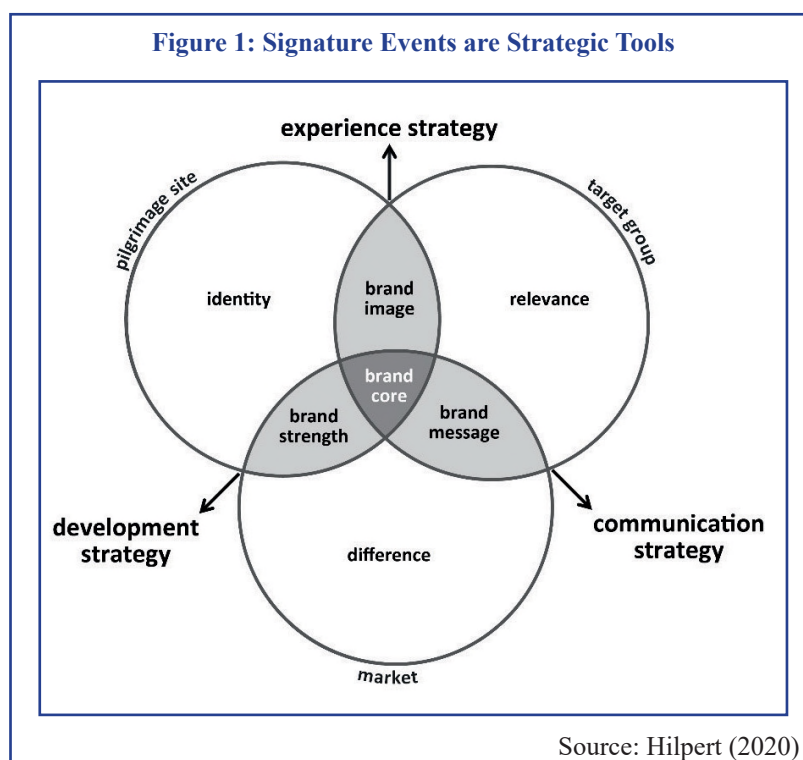 Figure 1: Signature Events are Strategic Tools
experience strategy
pilgrimage site
target group
identity
brand
image
relevance
brand
core
brand
strength
brand
message
development
strategy
communication
strategy
difference
market
Source: Hilpert (2020)